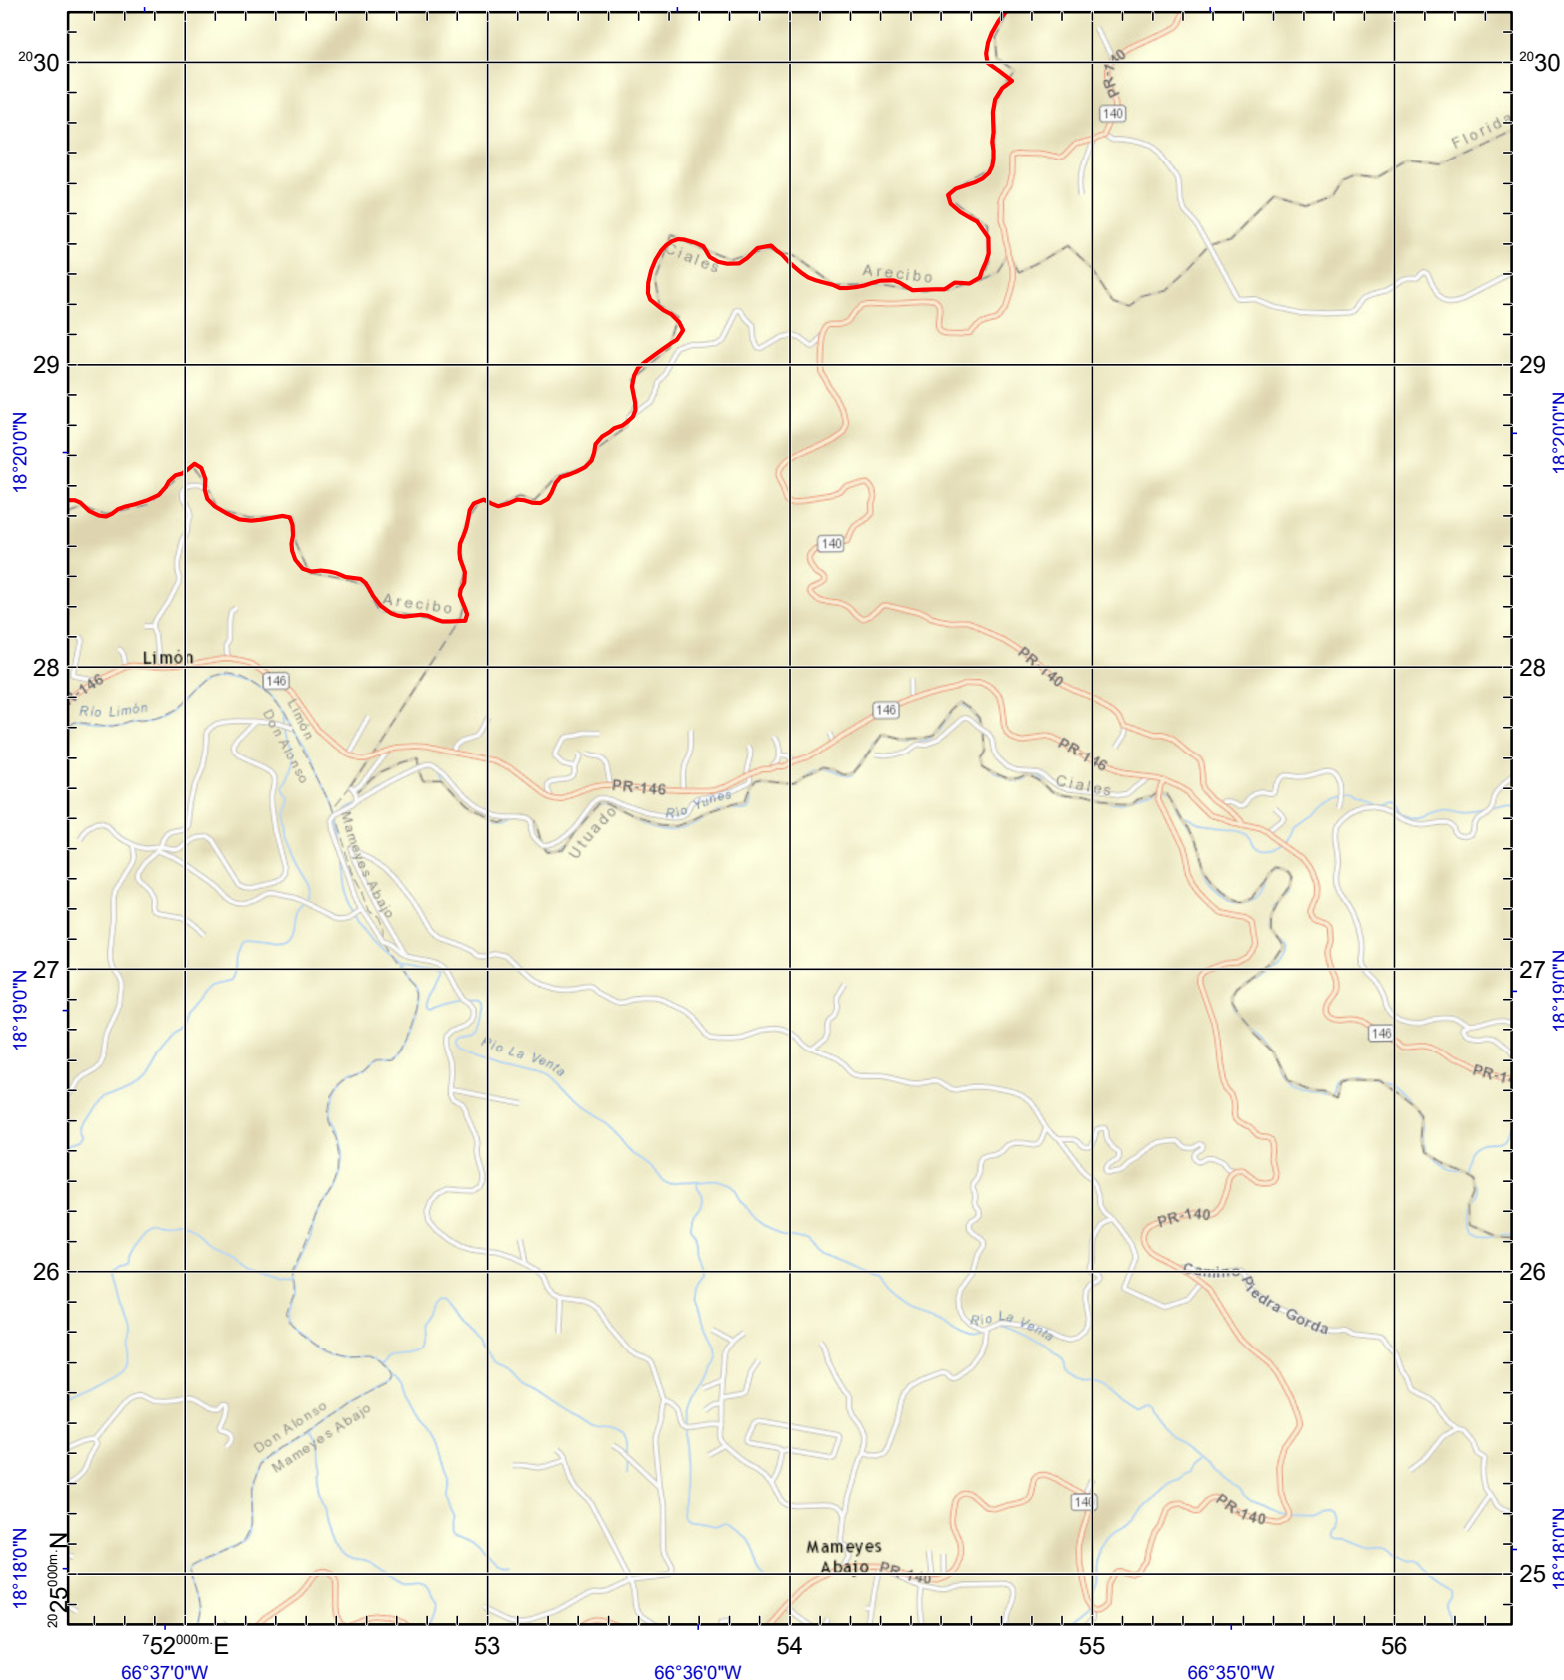 2030
2030
PR-140
140
Florida
Ciales
Arecibo
29
29
18°20'0"N
18°20'0"N
140
Arecibo
Limón
28
28
PR-140
146
-146
Río Limón
Limón
Don Alonso
146
PR-146
PR-146
Río Yunes
Ciales
Utuado
Mameyes Abajo
27
27
18°19'0"N
18°19'0"N
146
PR-1
Río La Venta
PR-140
26
26
Camino Piedra Gorda
Río La Venta
Don Alonso
Mameyes Abajo
140
PR-140
18°18'0"N
18°18'0"N
Mameyes
Abajo
PR-140
2025000m.N
25
752000m.E
53
54
55
56
66°37'0"W
66°36'0"W
66°35'0"W